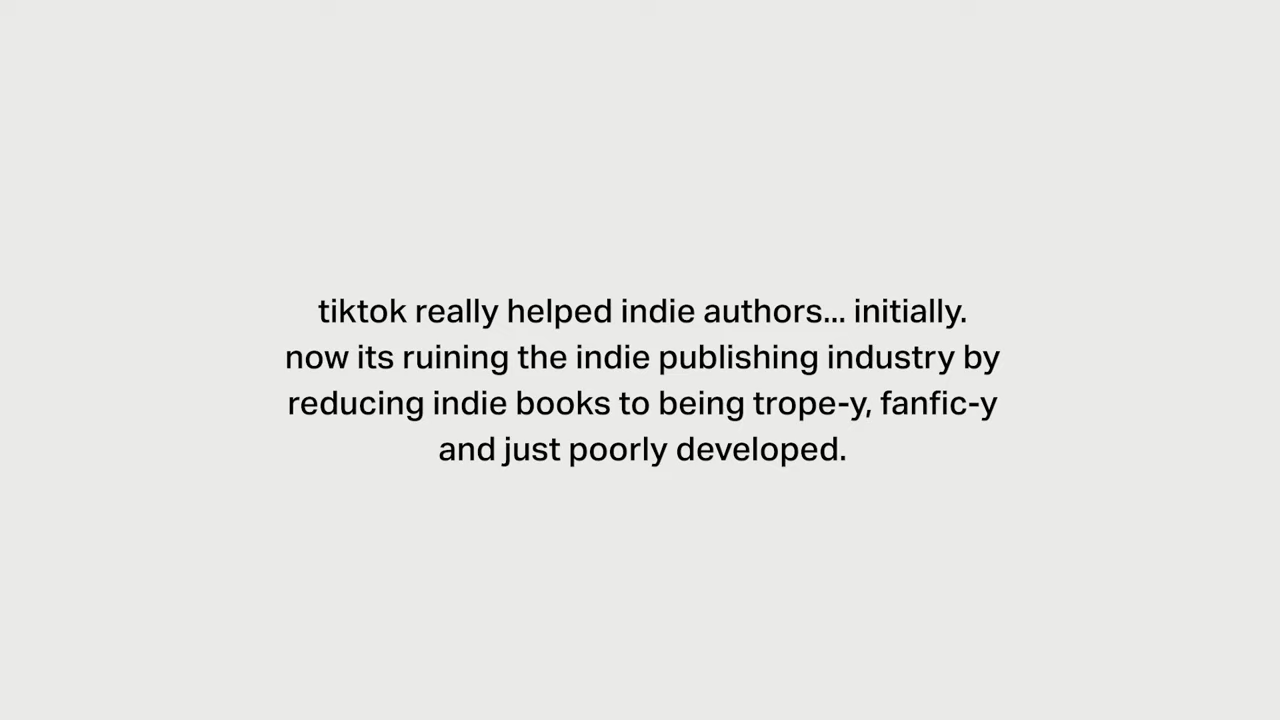 tiktok really helped indie authors... initially.
now its ruining the indie publishing industry by
reducing indie books to being trope-y, fanfic-y
and just poorly developed.